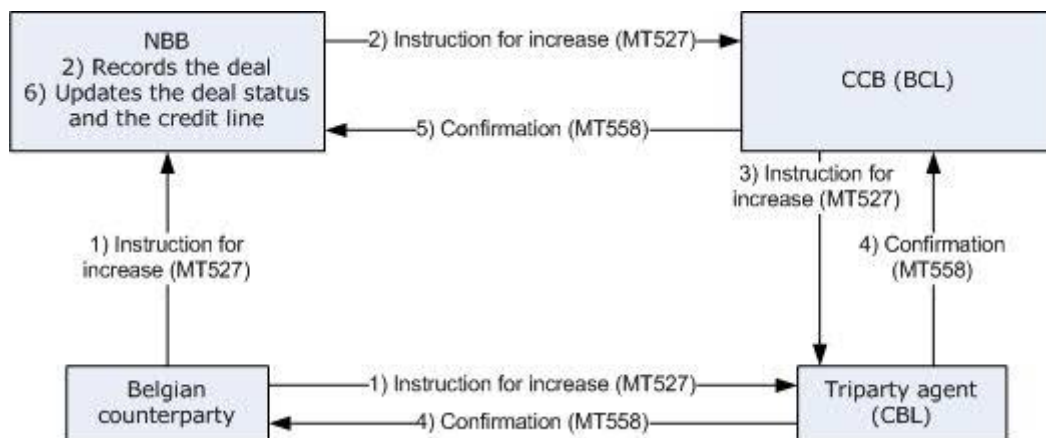 NBB
2) Records the deal
6) Updates the deal status
and the credit line
2) Instruction for increase (MT527)
5) Confirmation (MT558)
CCB (BCL)
3) Instruction for
increase (MT527)
4) Confirmation
(MT558)
1) Instruction for
increase (MT527)
Belgian
counterparty
1) Instruction for increase (MT527)
4) Confirmation (MT558)
Triparty agent
(CBL)